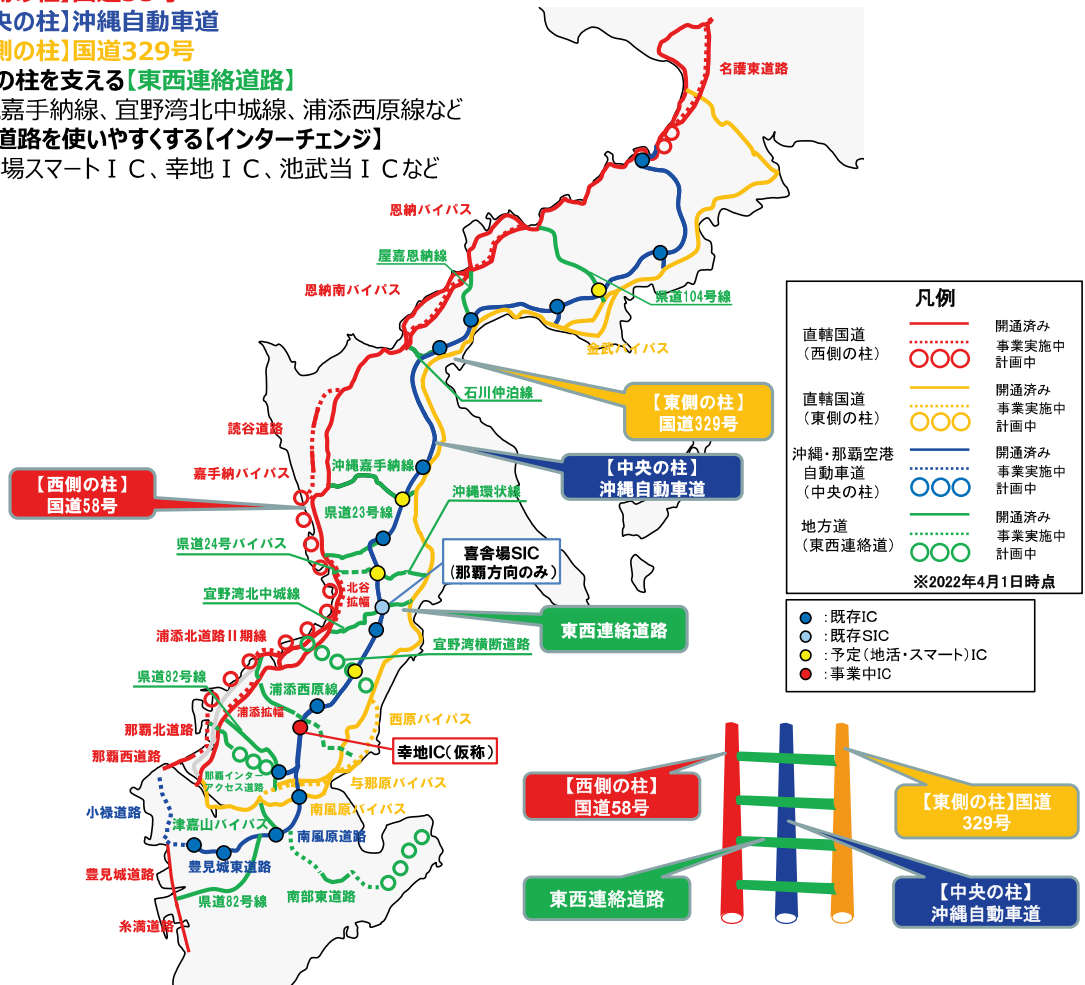 央の柱】沖縄自動車道
側の柱】国道329号
の柱を支える【東西連絡道路】
嘉手納線、宜野湾北中城線、浦添西原線など
道路を使いやすくする【インターチェンジ】
場スマートＩＣ、幸地ＩＣ、池武当ＩＣなど
名護東道路
恩納バイパス
屋嘉恩納線
恩納南バイパス
県道104号線
金武バイパス
石川仲泊線
【東側の柱】
国道329号
読谷道路
嘉手納バイパス
沖縄嘉手納線
【中央の柱】
沖縄自動車道
【西側の柱】
国道58号
沖縄環状線
県道23号線
県道24号バイパス
喜舎場SIC
(那覇方向のみ)
北谷
拡幅
宜野湾北中城線
東西連絡道路
浦添北道路Ⅱ期線
宜野湾横断道路
県道82号線
浦添西原線
浦添拡幅
西原バイパス
那覇北道路
幸地IC(仮称)
那覇西道路
那覇インター
アクセス道路
与那原バイパス
南風原バイパス
小禄道路
津嘉山バイパス
南風原道路
豊見城東道路
豊見城道路
県道82号線
南部東道路
糸満道路
凡例
直轄国道
（西側の柱）
開通済み
事業実施中
計画中
直轄国道
（東側の柱）
開通済み
事業実施中
計画中
沖縄・那覇空港
自動車道
（中央の柱）
開通済み
事業実施中
計画中
地方道
（東西連絡道）
開通済み
事業実施中
計画中
※2022年4月1日時点
：既存IC
：既存SIC
：予定（地活・スマート）IC
：事業中IC
【西側の柱】
国道58号
【東側の柱】国道
329号
東西連絡道路
【中央の柱】
沖縄自動車道